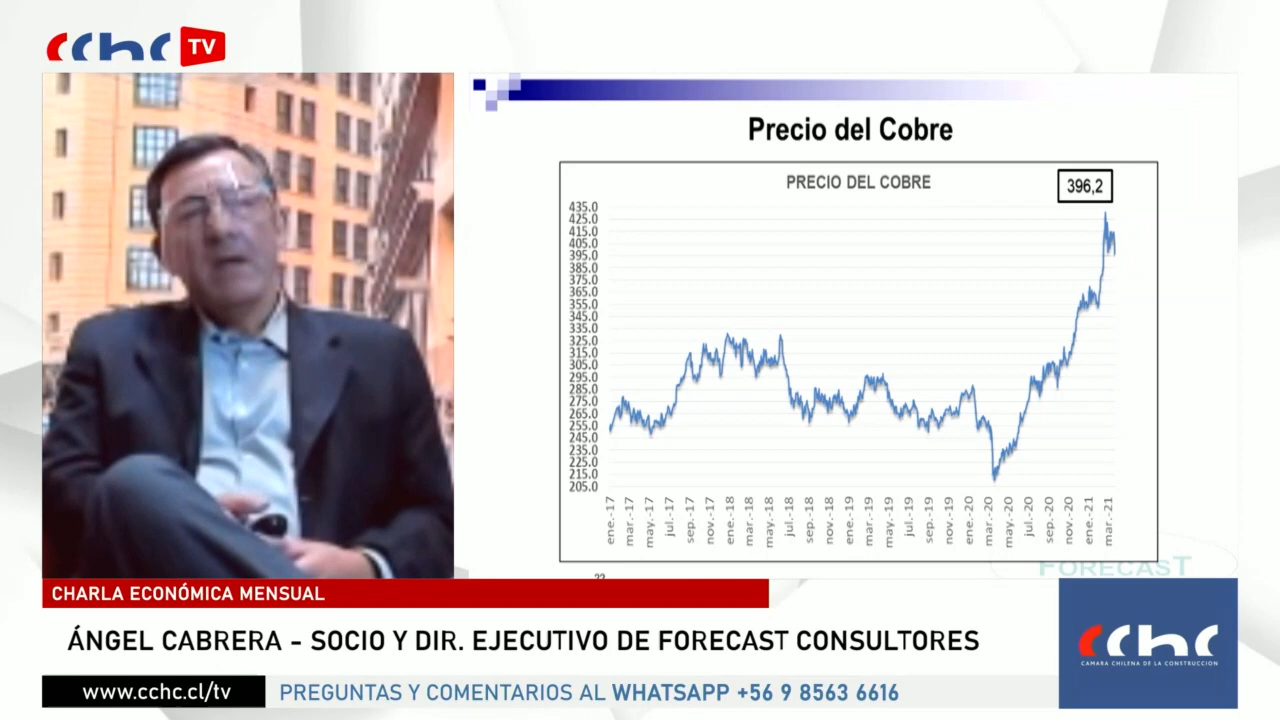 cchc TV
Precio del Cobre
PRECIO DEL COBRE
396,2
435.0
425.0
415.0
405.0
395.0
385.0
375.0
365.0
355.0
345.0
335.0
325.0
315.0
305.0
295.0
285.0
275.0
265.0
255.0
245.0
235.0
225.0
215.0
205.0
ene.-17
mar.-17
may.-17
jul.-17
sep.-17
nov.-17
ene.-18
mar.-18
may.-18
jul.-18
sep.-18
nov.-18
ene.-19
mar.-19
may.-19
jul.-19
sep.-19
nov.-19
ene.-20
mar.-20
may.-20
jul.-20
sep.-20
nov.-20
ene.-21
mar.-21
FORECAST
CHARLA ECONÓMICA MENSUAL
ÁNGEL CABRERA – SOCIO Y DIR. EJECUTIVO DE FORECAST CONSULTORES
cchc
CÁMARA CHILENA DE LA CONSTRUCCIÓN
www.cchc.cl/tv
PREGUNTAS Y COMENTARIOS AL WHATSAPP +56 9 8563 6616